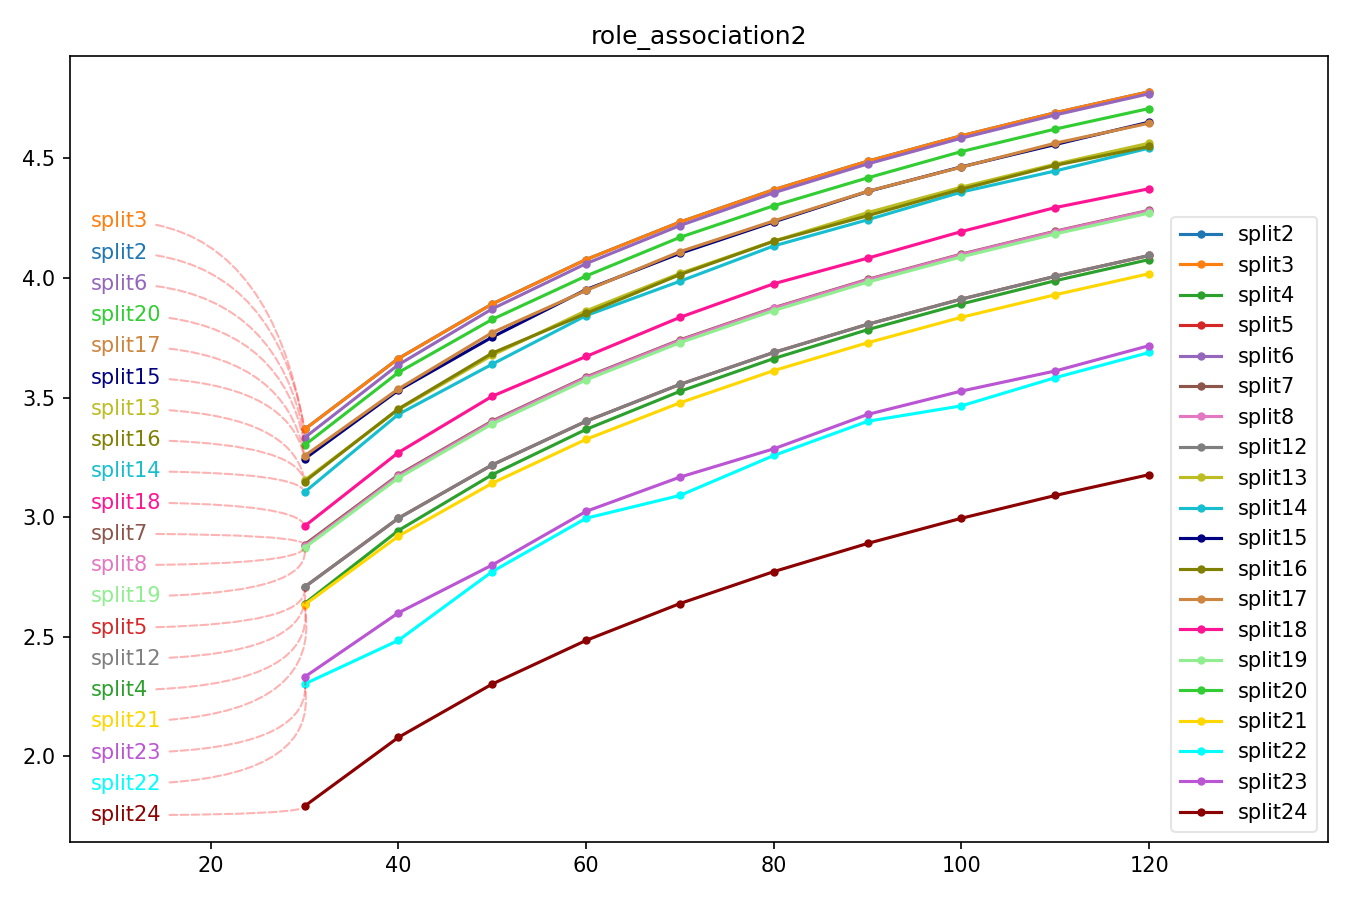 role_association2
4.5
4.0
3.5
3.0
2.5
2.0
split3
split2
split6
split20
split17
split15
split13
split16
split14
split18
split7
split8
split19
split5
split12
split4
split21
split23
split22
split24
split2
split3
split4
split5
split6
split7
split8
split12
split13
split14
split15
split16
split17
split18
split19
split20
split21
split22
split23
split24
20 40 60 80 100 120